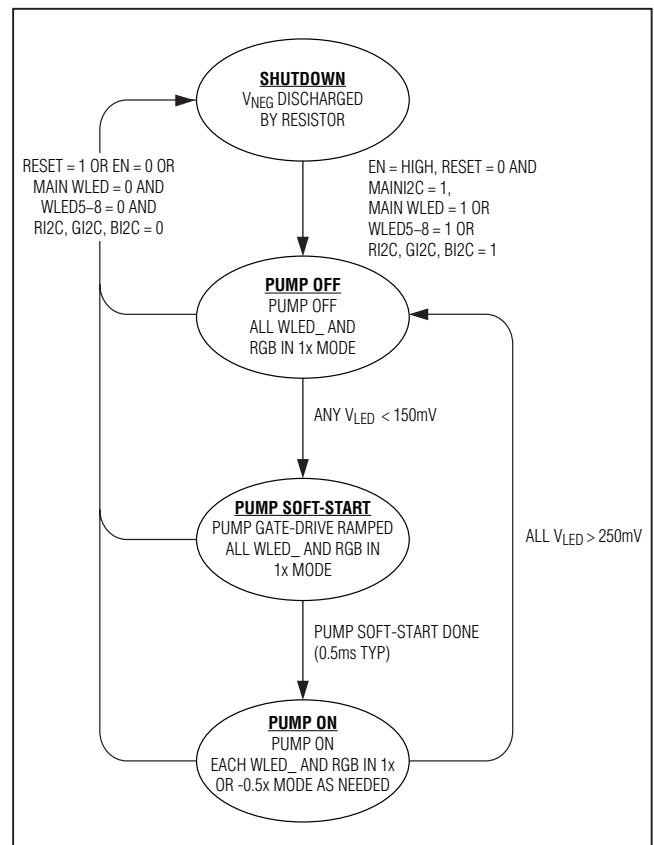 SHUTDOWN
VNEG DISCHARGED
BY RESISTOR
RESET = 1 OR EN = 0 OR
MAIN WLED = 0 AND
WLED5–8 = 0 AND
RI2C, GI2C, BI2C = 0
EN = HIGH, RESET = 0 AND
MAINI2C = 1,
MAIN WLED = 1 OR
WLED5–8 = 1 OR
RI2C, GI2C, BI2C = 1
PUMP OFF
PUMP OFF
ALL WLED_ AND
RGB IN 1x MODE
ANY VLED < 150mV
PUMP SOFT-START
PUMP GATE-DRIVE RAMPED
ALL WLED_ AND RGB IN
1x MODE
ALL VLED > 250mV
PUMP SOFT-START DONE
(0.5ms TYP)
PUMP ON
PUMP ON
EACH WLED_ AND RGB IN 1x
OR -0.5x MODE AS NEEDED